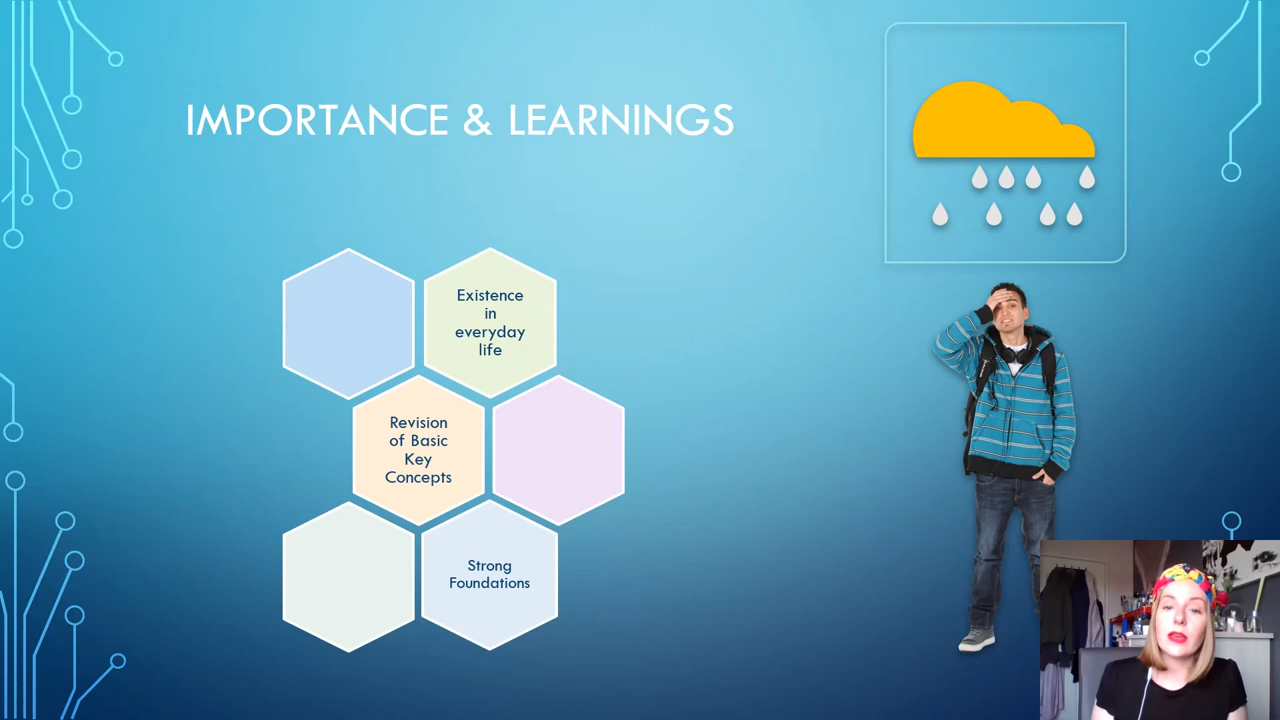 IMPORTANCE & LEARNINGS
Existence
in
everyday
life
Revision
of Basic
Key
Concepts
Strong
Foundations